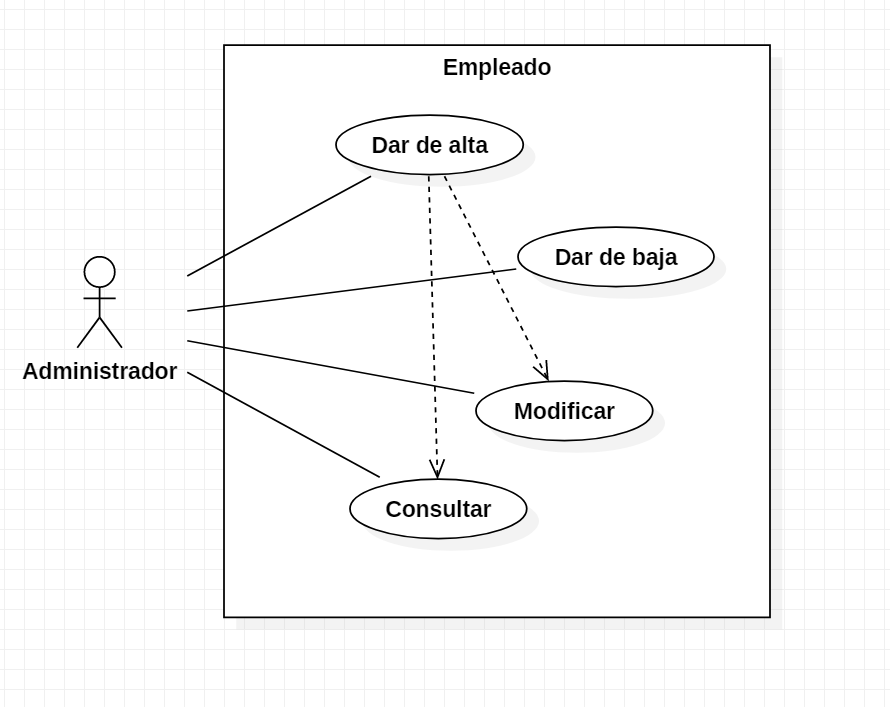 Empleado
Dar de alta
Dar de baja
Administrador
Modificar
Consultar